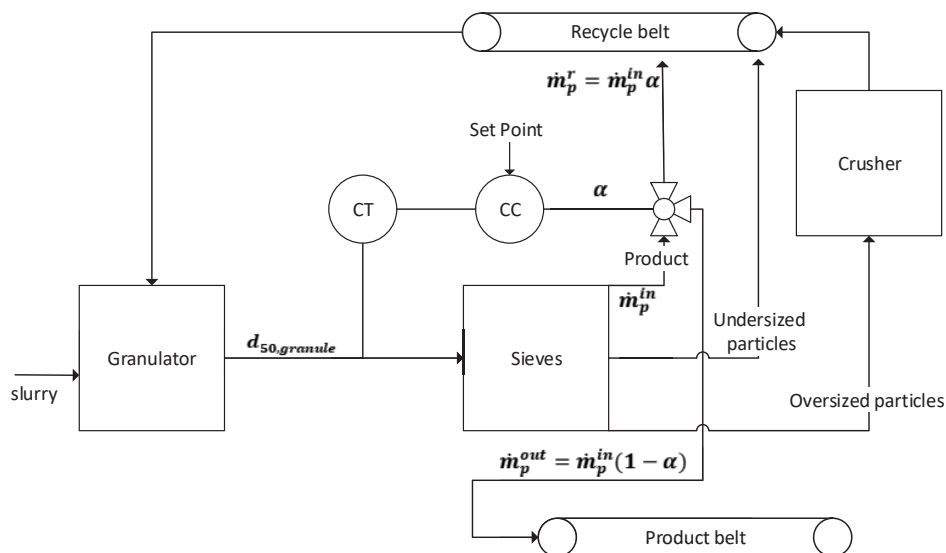 Recycle belt
ṁ_p^r = ṁ_p^in α
Set Point
Crusher
CT
CC
α
Product
ṁ_p^in
Undersized
particles
Granulator
d_50,granule
Sieves
slurry
Oversized particles
ṁ_p^out = ṁ_p^in (1 − α)
Product belt